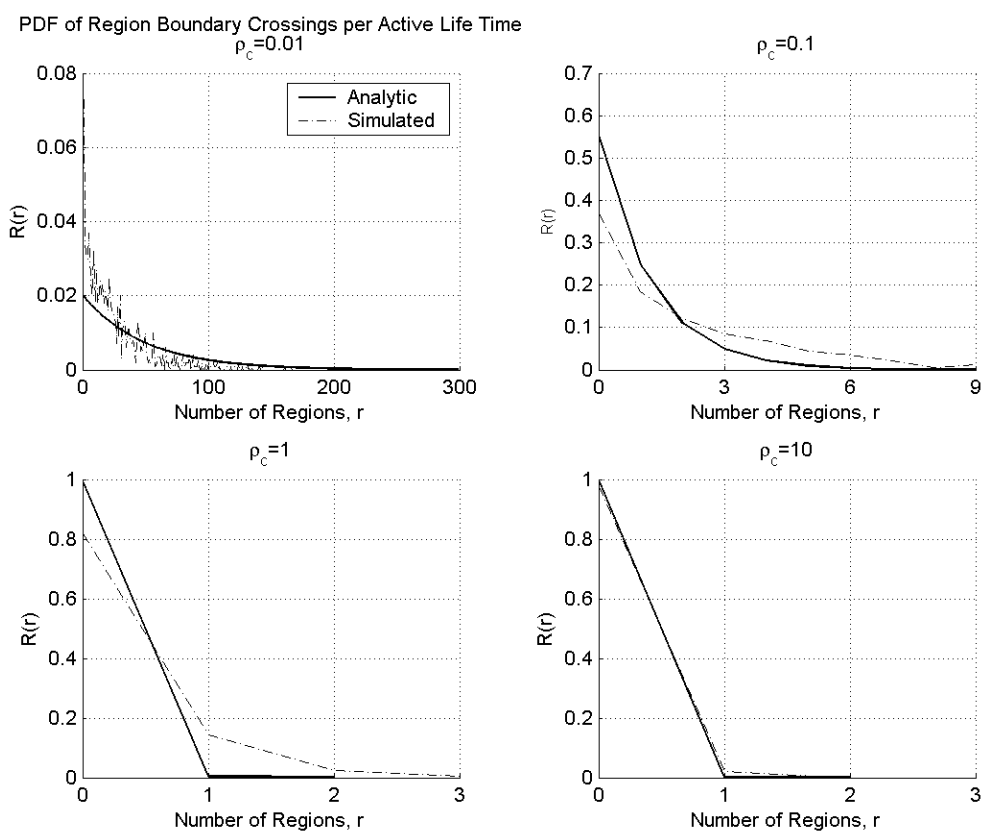 PDF of Region Boundary Crossings per Active Life Time
ρc=0.01
0.08
0.06
0.04
0.02
0
R(r)
Analytic
Simulated
0 100 200 300
Number of Regions, r
ρc=0.1
0.7
0.6
0.5
0.4
0.3
0.2
0.1
0
R(r)
0 3 6 9
Number of Regions, r
ρc=1
1
0.8
0.6
0.4
0.2
0
R(r)
0 1 2 3
Number of Regions, r
ρc=10
1
0.8
0.6
0.4
0.2
0
R(r)
0 1 2 3
Number of Regions, r